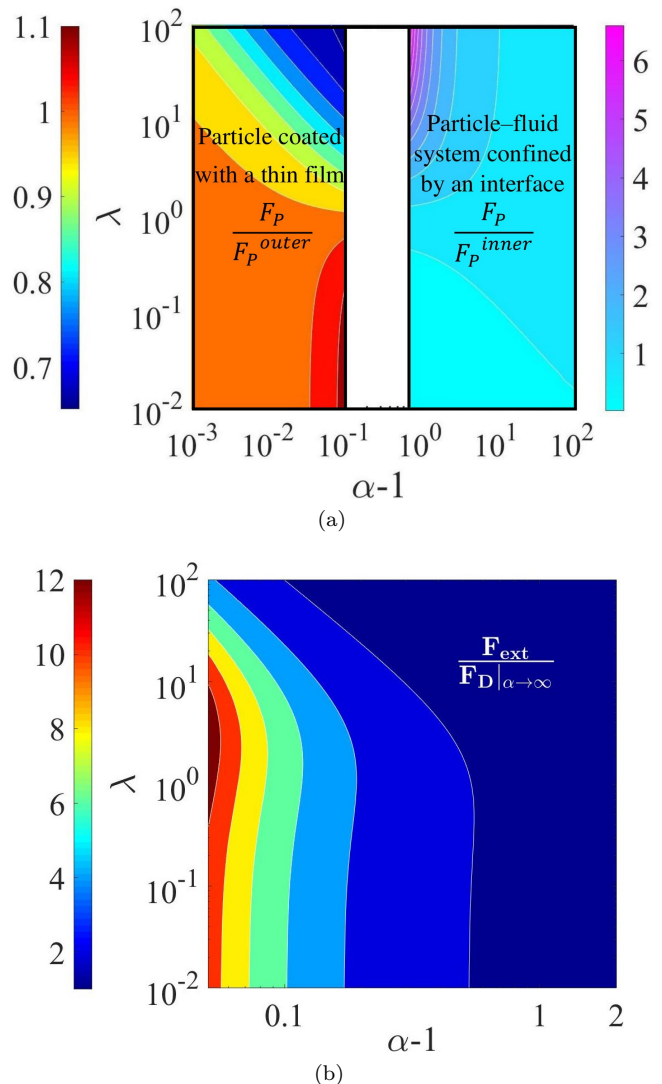 1.1
1
0.9
0.8
0.7
λ
10^2
10^1
10^0
10^-1
10^-2
Particle coated
with a thin film
F_P
F_P^outer
Particle–fluid
system confined
by an interface
F_P
F_P^inner
6
5
4
3
2
1
10^-3 10^-2 10^-1 10^0 10^1 10^2
α-1
(a)
12
10
8
6
4
2
λ
10^2
10^1
10^0
10^-1
10^-2
F_ext
F_D|α→∞
0.1 1 2
α-1
(b)